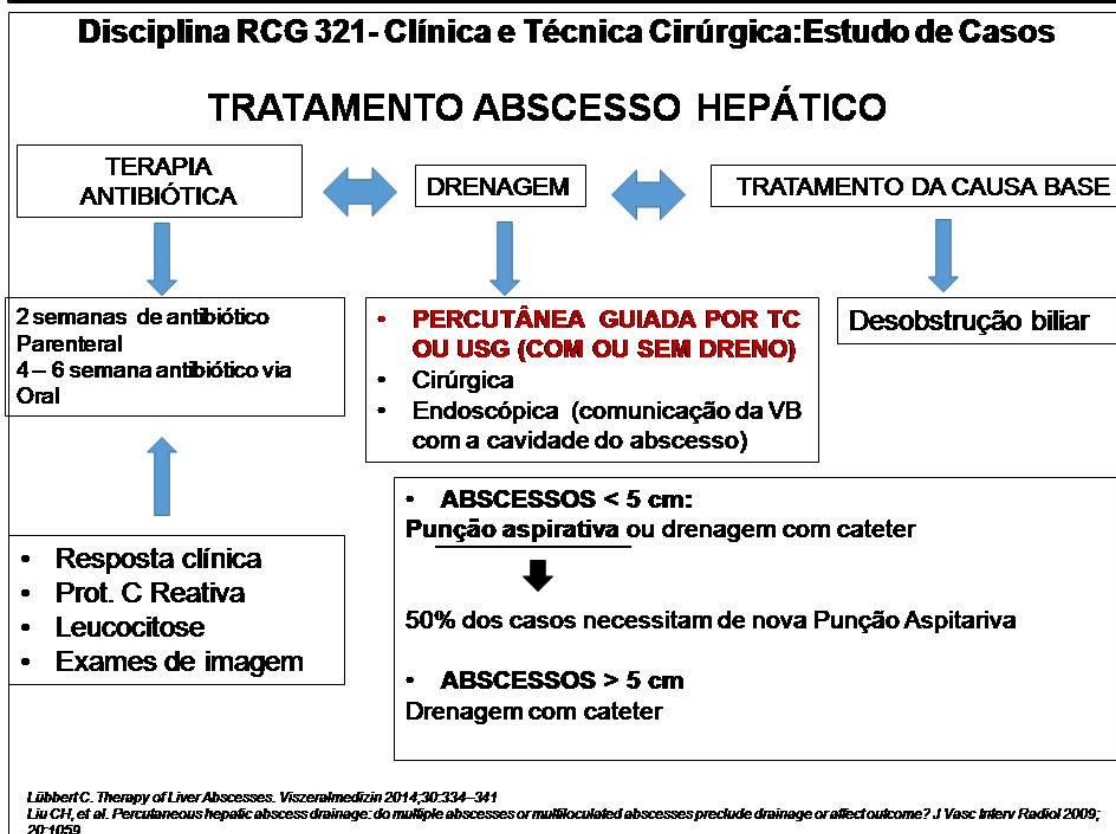 Disciplina RCG 321- Clínica e Técnica Cirúrgica:Estudo de Casos
TRATAMENTO ABSCESSO HEPÁTICO
TERAPIA
ANTIBIÓTICA
DRENAGEM
TRATAMENTO DA CAUSA BASE
2 semanas de antibiótico
Parenteral
4 – 6 semana antibiótico via
Oral
• PERCUTÂNEA GUIADA POR TC
OU USG (COM OU SEM DRENO)
• Cirúrgica
• Endoscópica (comunicação da VB
com a cavidade do abscesso)
Desobstrução biliar
• Resposta clínica
• Prot. C Reativa
• Leucocitose
• Exames de imagem
• ABSCESSOS < 5 cm:
Punção aspirativa ou drenagem com cateter
50% dos casos necessitam de nova Punção Aspitariva
• ABSCESSOS > 5 cm
Drenagem com cateter
Lübbert C. Therapy of Liver Abscesses. Viszeralmedizin 2014;30:334–341
Liu CH, et al. Percutaneous hepatic abscess drainage: do multiple abscesses or multiloculated abscesses preclude drainage or affect outcome? J Vasc Interv Radiol 2009;
20:1059